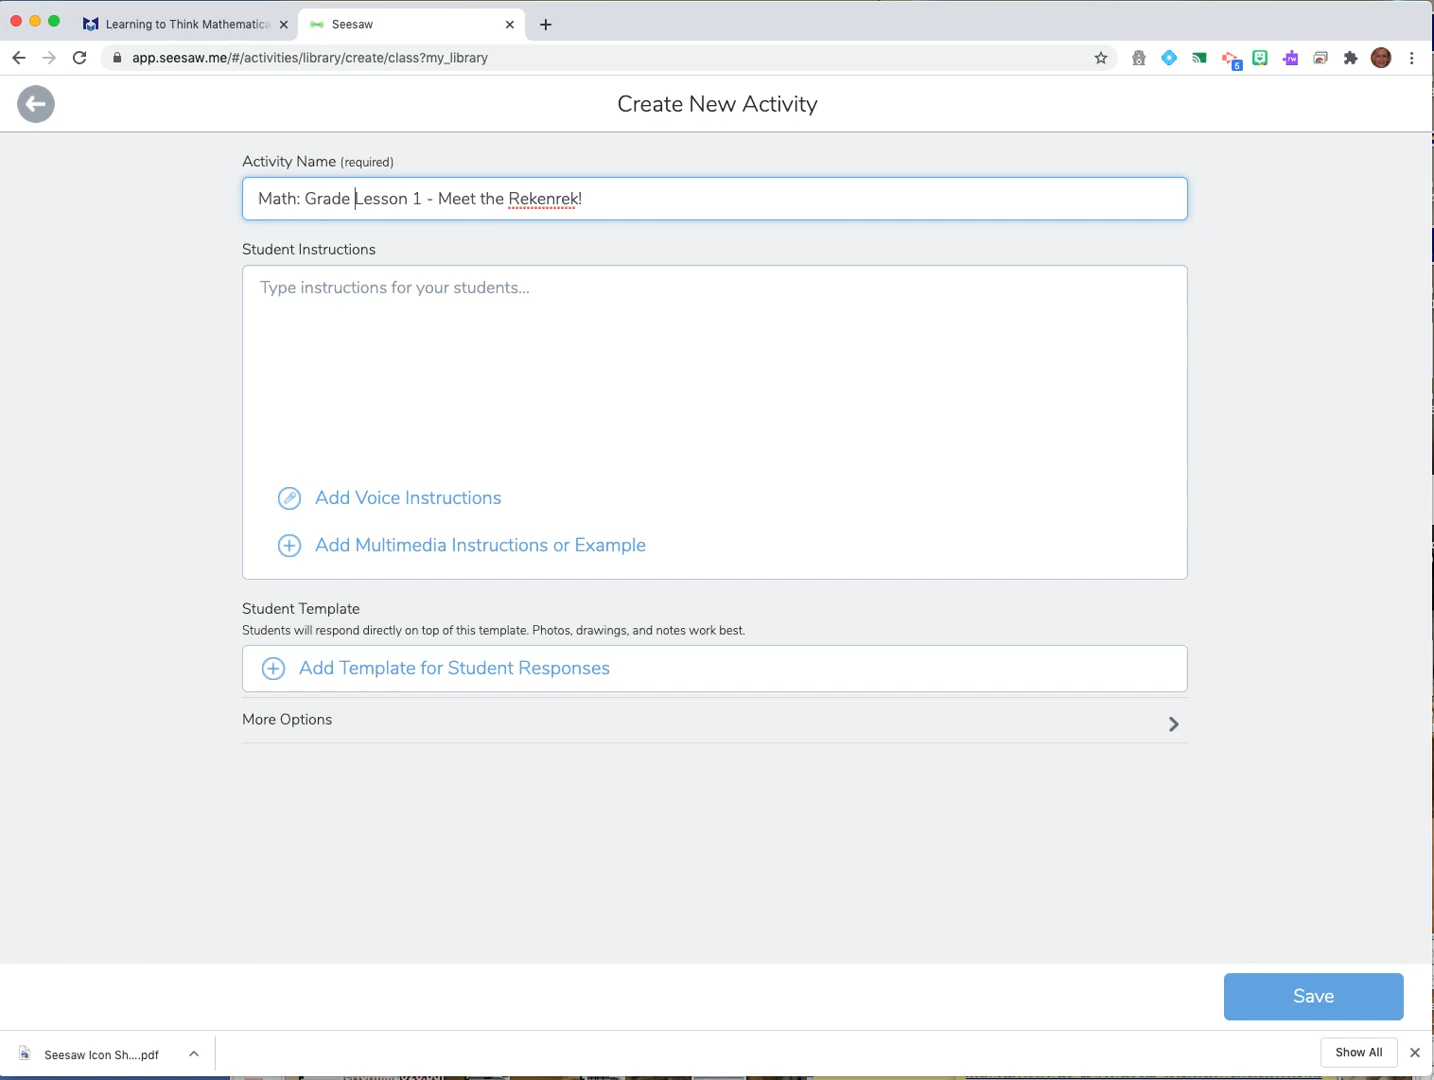 Learning to Think Mathematica
Seesaw
app.seesaw.me/#/activities/library/create/class?my_library
5
rw
Create New Activity
Activity Name (required)
Math: Grade Lesson 1 - Meet the Rekenrek!
Student Instructions
Type instructions for your students...
Add Voice Instructions
Add Multimedia Instructions or Example
Student Template
Students will respond directly on top of this template. Photos, drawings, and notes work best.
Add Template for Student Responses
More Options
Save
Seesaw Icon Sh....pdf
Show All